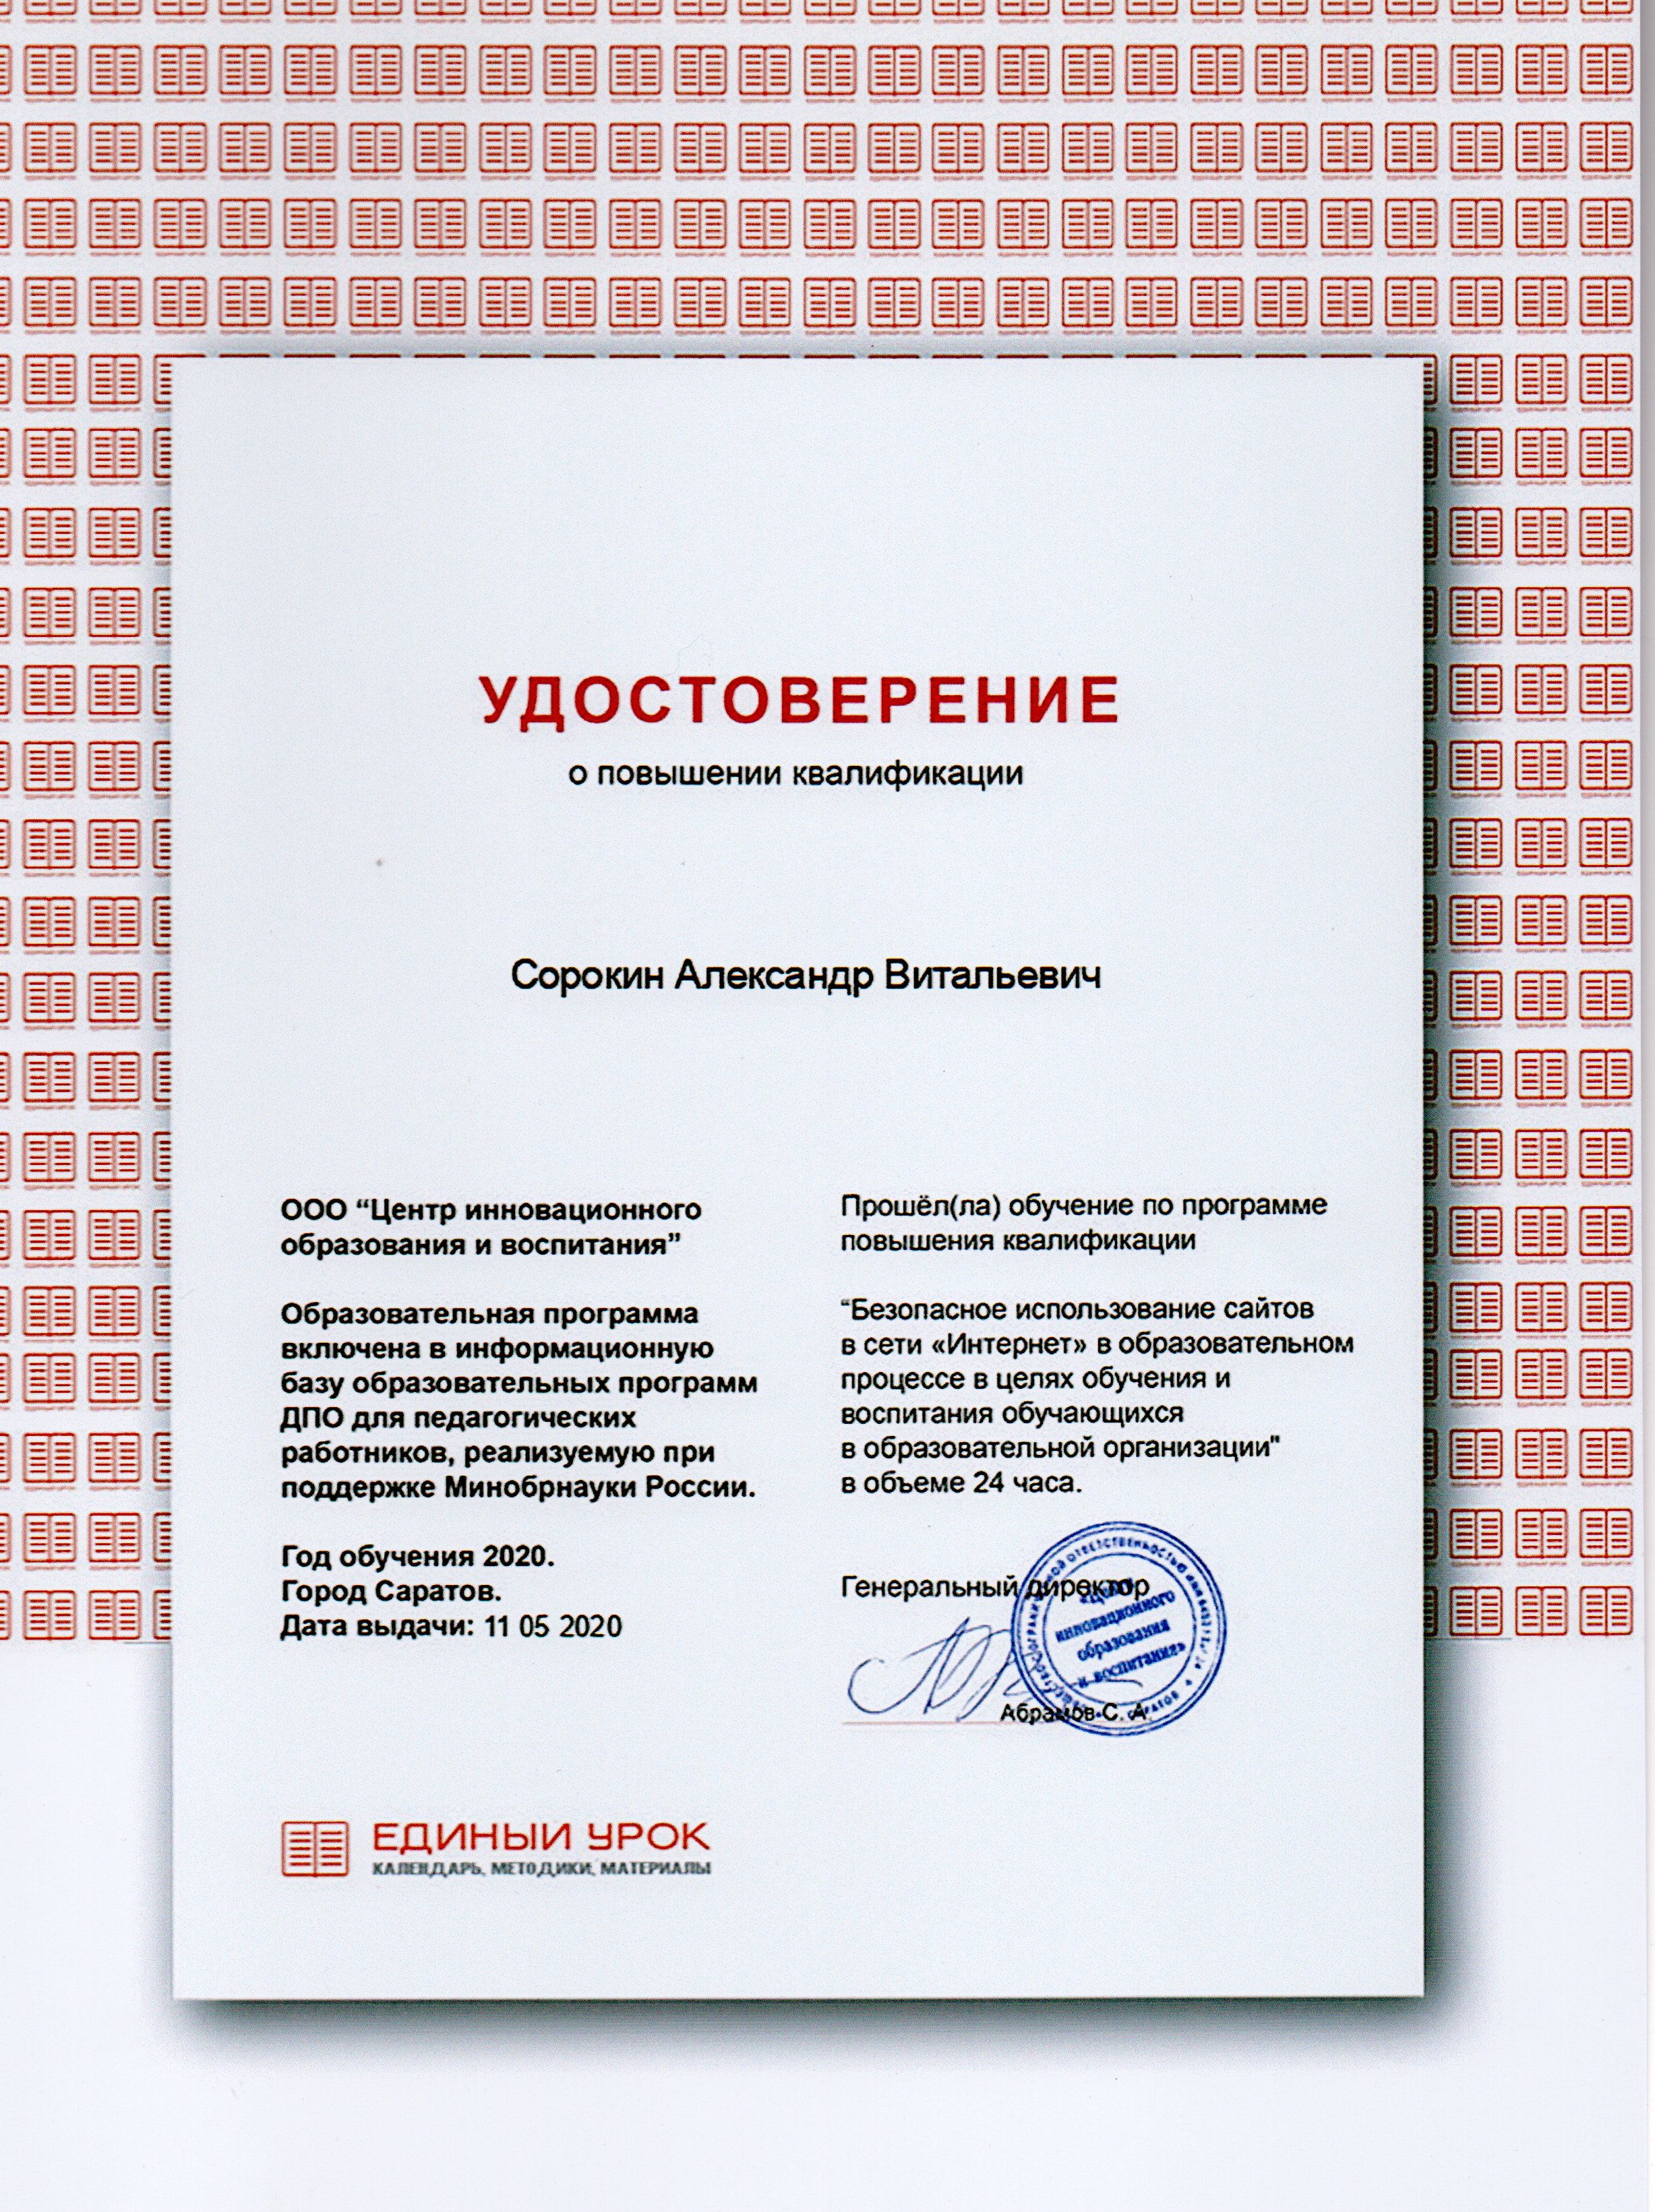 УДОСТОВЕРЕНИЕ
о повышении квалификации
Сорокин Александр Витальевич
ООО “Центр инновационного
образования и воспитания”
Образовательная программа
включена в информационную
базу образовательных программ
ДПО для педагогических
работников, реализуемую при
поддержке Минобрнауки России.
Год обучения 2020.
Город Саратов.
Дата выдачи: 11 05 2020
Прошёл(ла) обучение по программе
повышения квалификации
“Безопасное использование сайтов
в сети «Интернет» в образовательном
процессе в целях обучения и
воспитания обучающихся
в образовательной организации"
в объеме 24 часа.
Генеральный директор
«Центр
инновационного
образования
и воспитания»
Абрамов С. А.
ЕДИНЫЙ УРОК
КАЛЕНДАРЬ, МЕТОДИКИ, МАТЕРИАЛЫ